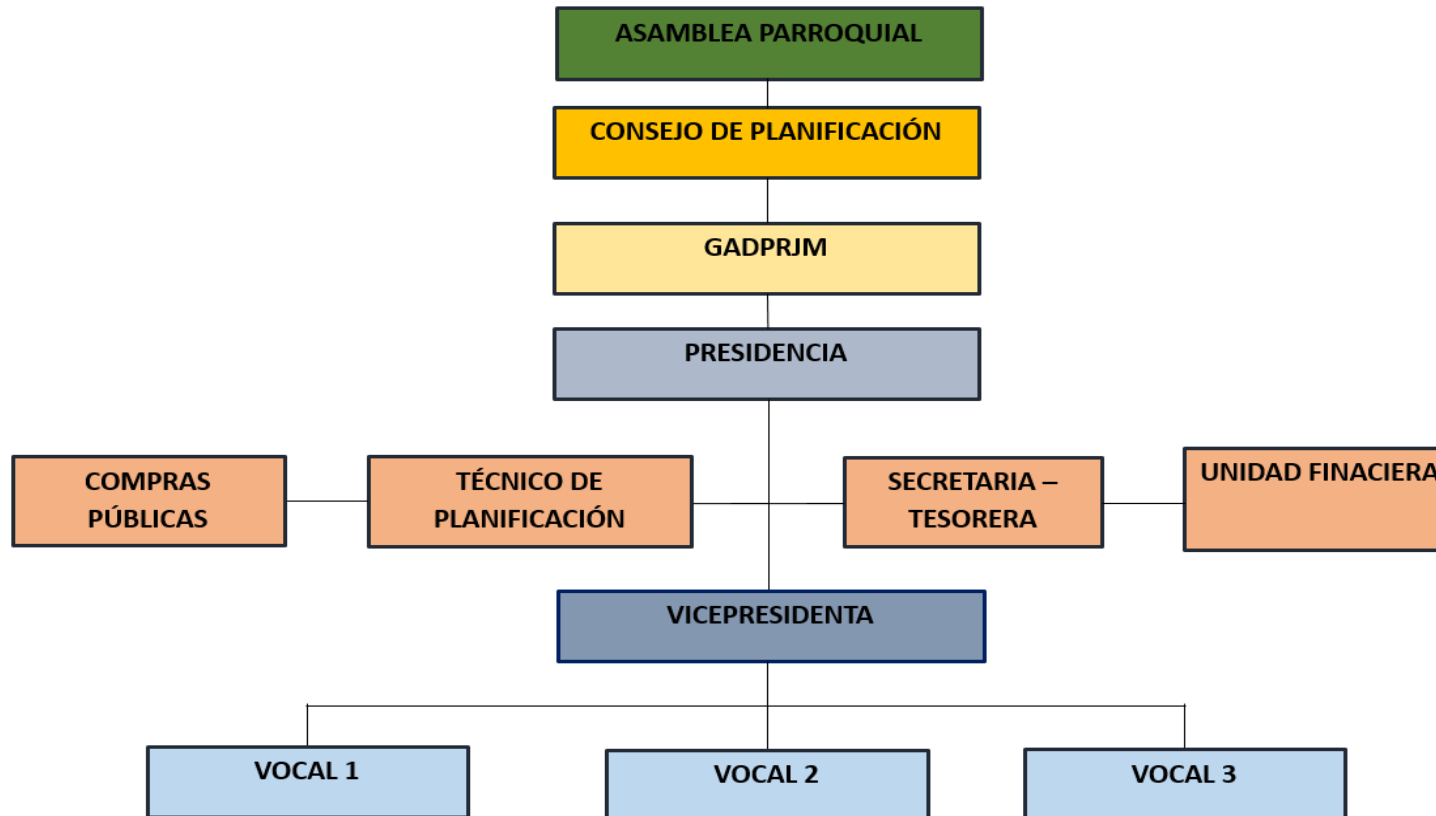 ASAMBLEA PARROQUIAL
CONSEJO DE PLANIFICACIÓN
GADPRJM
PRESIDENCIA
COMPRAS
PÚBLICAS
TÉCNICO DE
PLANIFICACIÓN
SECRETARIA –
TESORERA
UNIDAD FINACIERA
VICEPRESIDENTA
VOCAL 1
VOCAL 2
VOCAL 3